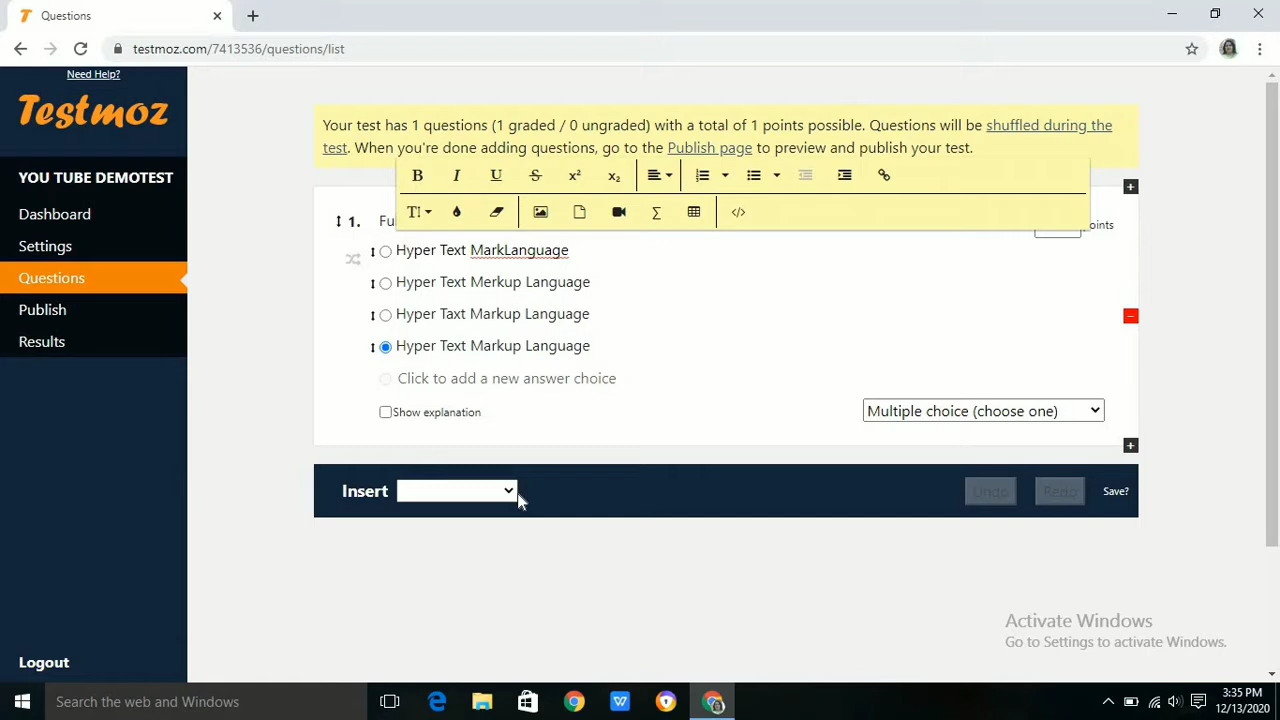 Questions
testmoz.com/7413536/questions/list
Need Help?
Testmoz
YOU TUBE DEMOTEST
Dashboard
Settings
Questions
Publish
Results
Logout
Your test has 1 questions (1 graded / 0 ungraded) with a total of 1 points possible. Questions will be shuffled during the
test. When you're done adding questions, go to the Publish page to preview and publish your test.
B I U S x² x₂
T!
Σ
</>
1. Fu
points
Hyper Text MarkLanguage
Hyper Text Merkup Language
Hyper Taxt Markup Language
Hyper Text Markup Language
Click to add a new answer choice
Show explanation
Multiple choice (choose one)
Insert
Undo Redo Save?
Activate Windows
Go to Settings to activate Windows.
Search the web and Windows
3:35 PM
12/13/2020